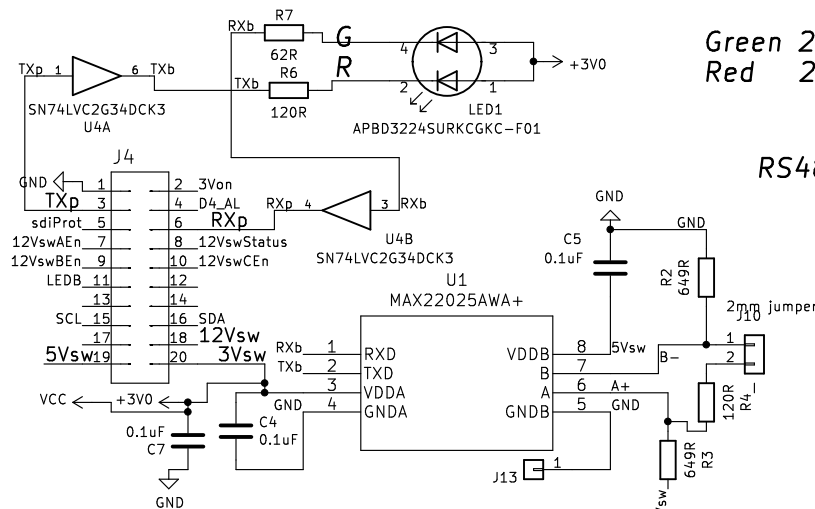 R7
RXb
62R
G
4
3
Green 2
TXp 1
6 TXb
TXb
R6
120R
R
2
1
+3V0
Red 2
SN74LVC2G34DCK3
U4A
LED1
APBD3224SURKCGKC-F01
J4
RS48
GND
1
2
3Von
TXp
3
4
D4_AL
sdiProt
5
6
RXp
RXp 4
3 RXb
12VswAEn
7
8
12VswStatus
U4B
SN74LVC2G34DCK3
12VswBEn
9
10
12VswCEn
LEDB
11
12
13
14
SCL
15
16
SDA
17
18
12Vsw
5Vsw
19
20
3Vsw
GND
C5
0.1uF
GND
R2
649R
U1
MAX22025AWA+
2mm jumper
J10
RXb
1
RXD
VDDB
8
5Vsw
1
TXb
2
TXD
B
7
B-
2
3
VDDA
A
6
A+
GND
4
GNDA
GNDB
5
GND
120R
R4_
VCC
+3V0
0.1uF
C7
C4
0.1uF
GND
J13
1
649R
R3